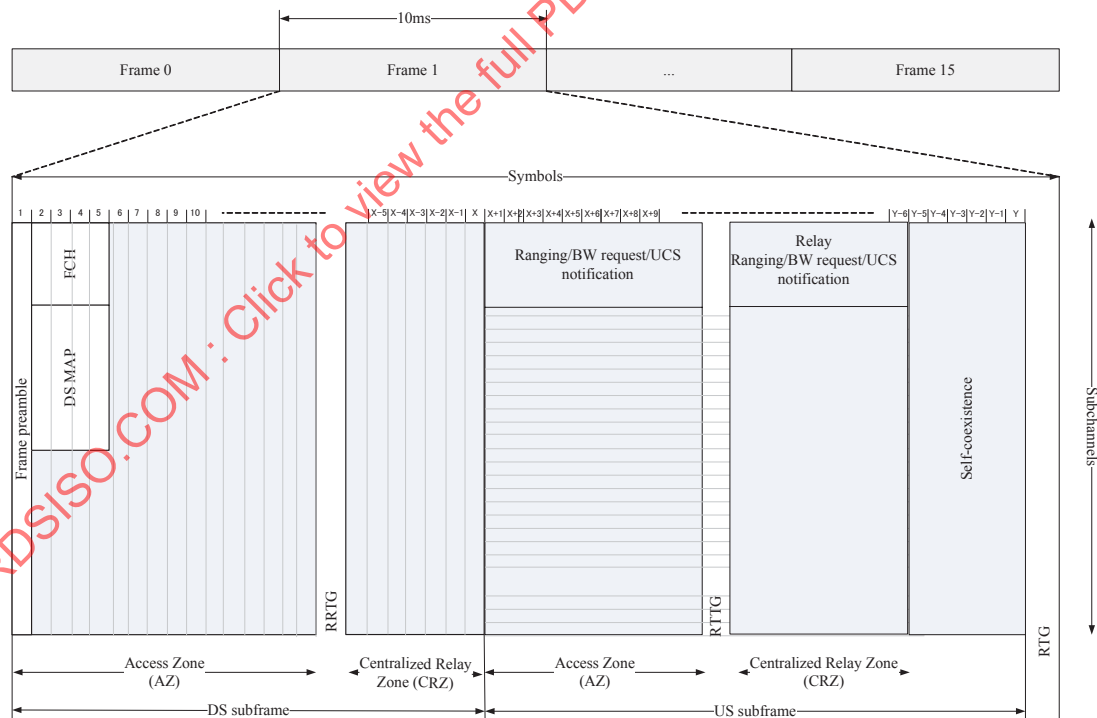 10ms
Frame 0
Frame 1
...
Frame 15
Symbols
1 2 3 4 5 6 7 8 9 10
X-5 X-4 X-3 X-2 X-1 X
X+1 X+2 X+3 X+4 X+5 X+6 X+7 X+8 X+9
Y-6 Y-5 Y-4 Y-3 Y-2 Y-1 Y
Frame preamble
FCH
DS MAP
RRTG
Ranging/BW request/UCS
notification
RTTG
Relay
Ranging/BW request/UCS
notification
Self-coexistence
RTG
Subchannels
Access Zone
(AZ)
Centralized Relay
Zone (CRZ)
Access Zone
(AZ)
Centralized Relay Zone
(CRZ)
DS subframe
US subframe
RDSISO.COM : Click to view the full